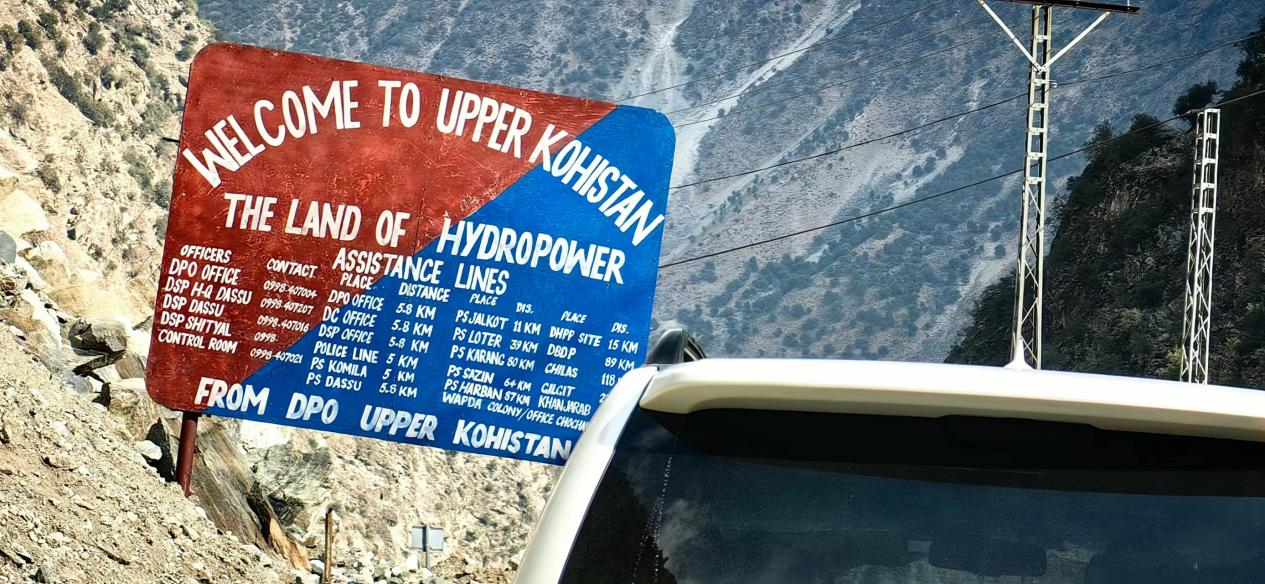 WELCOME TO UPPER KOHISTAN
THE LAND OF HYDROPOWER
ASSISTANCE LINES
OFFICERS CONTACT
DPO OFFICE 0998-407004
DSP H-Q DASSU 0998-407207
DSP DASSU 0998-407016
DSP SHITYAL 0998-
CONTROL ROOM 0998-407021
PLACE DISTANCE
DPO OFFICE 5.8 KM
DC OFFICE 5.8 KM
DSP OFFICE 5.8 KM
POLICE LINE 5 KM
PS KOMILA 5 KM
PS DASSU 5.8 KM
PLACE DIS.
PS JALKOT 11 KM
PS LOTER 39 KM
PS KARANG 60 KM
PS SAZIN 64 KM
PS HARBAN 87 KM
WAPDA COLONY/OFFICE
PLACE DIS.
DHPP SITE 15 KM
DBDP 89 KM
CHILAS
GILGIT
KHANJARAB
FROM DPO UPPER KOHISTAN